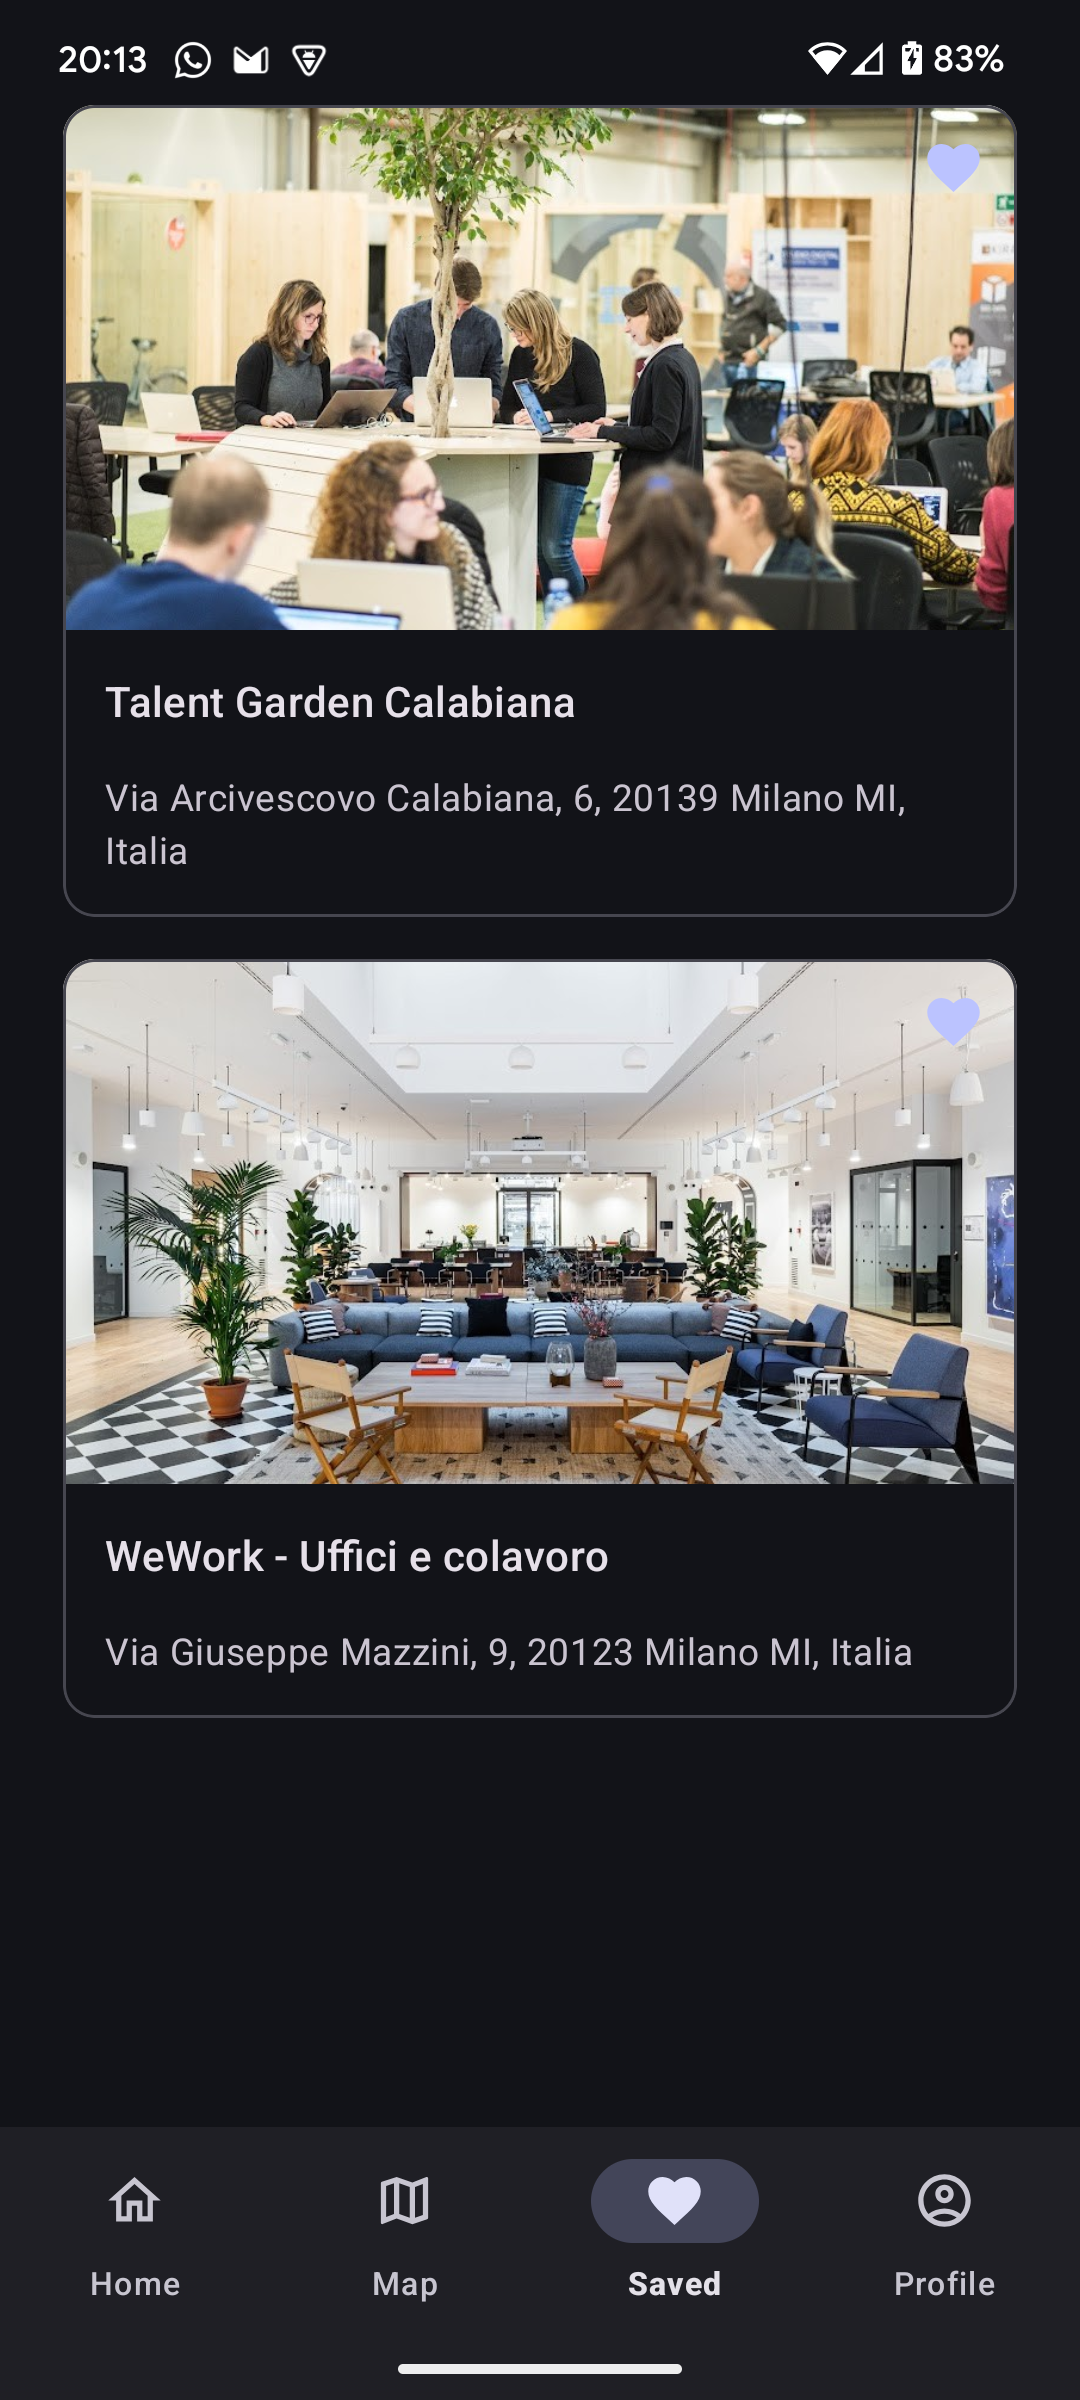 20:13
83%
Talent Garden Calabiana
Via Arcivescovo Calabiana, 6, 20139 Milano MI,
Italia
WeWork - Uffici e colavoro
Via Giuseppe Mazzini, 9, 20123 Milano MI, Italia
Home
Map
Saved
Profile